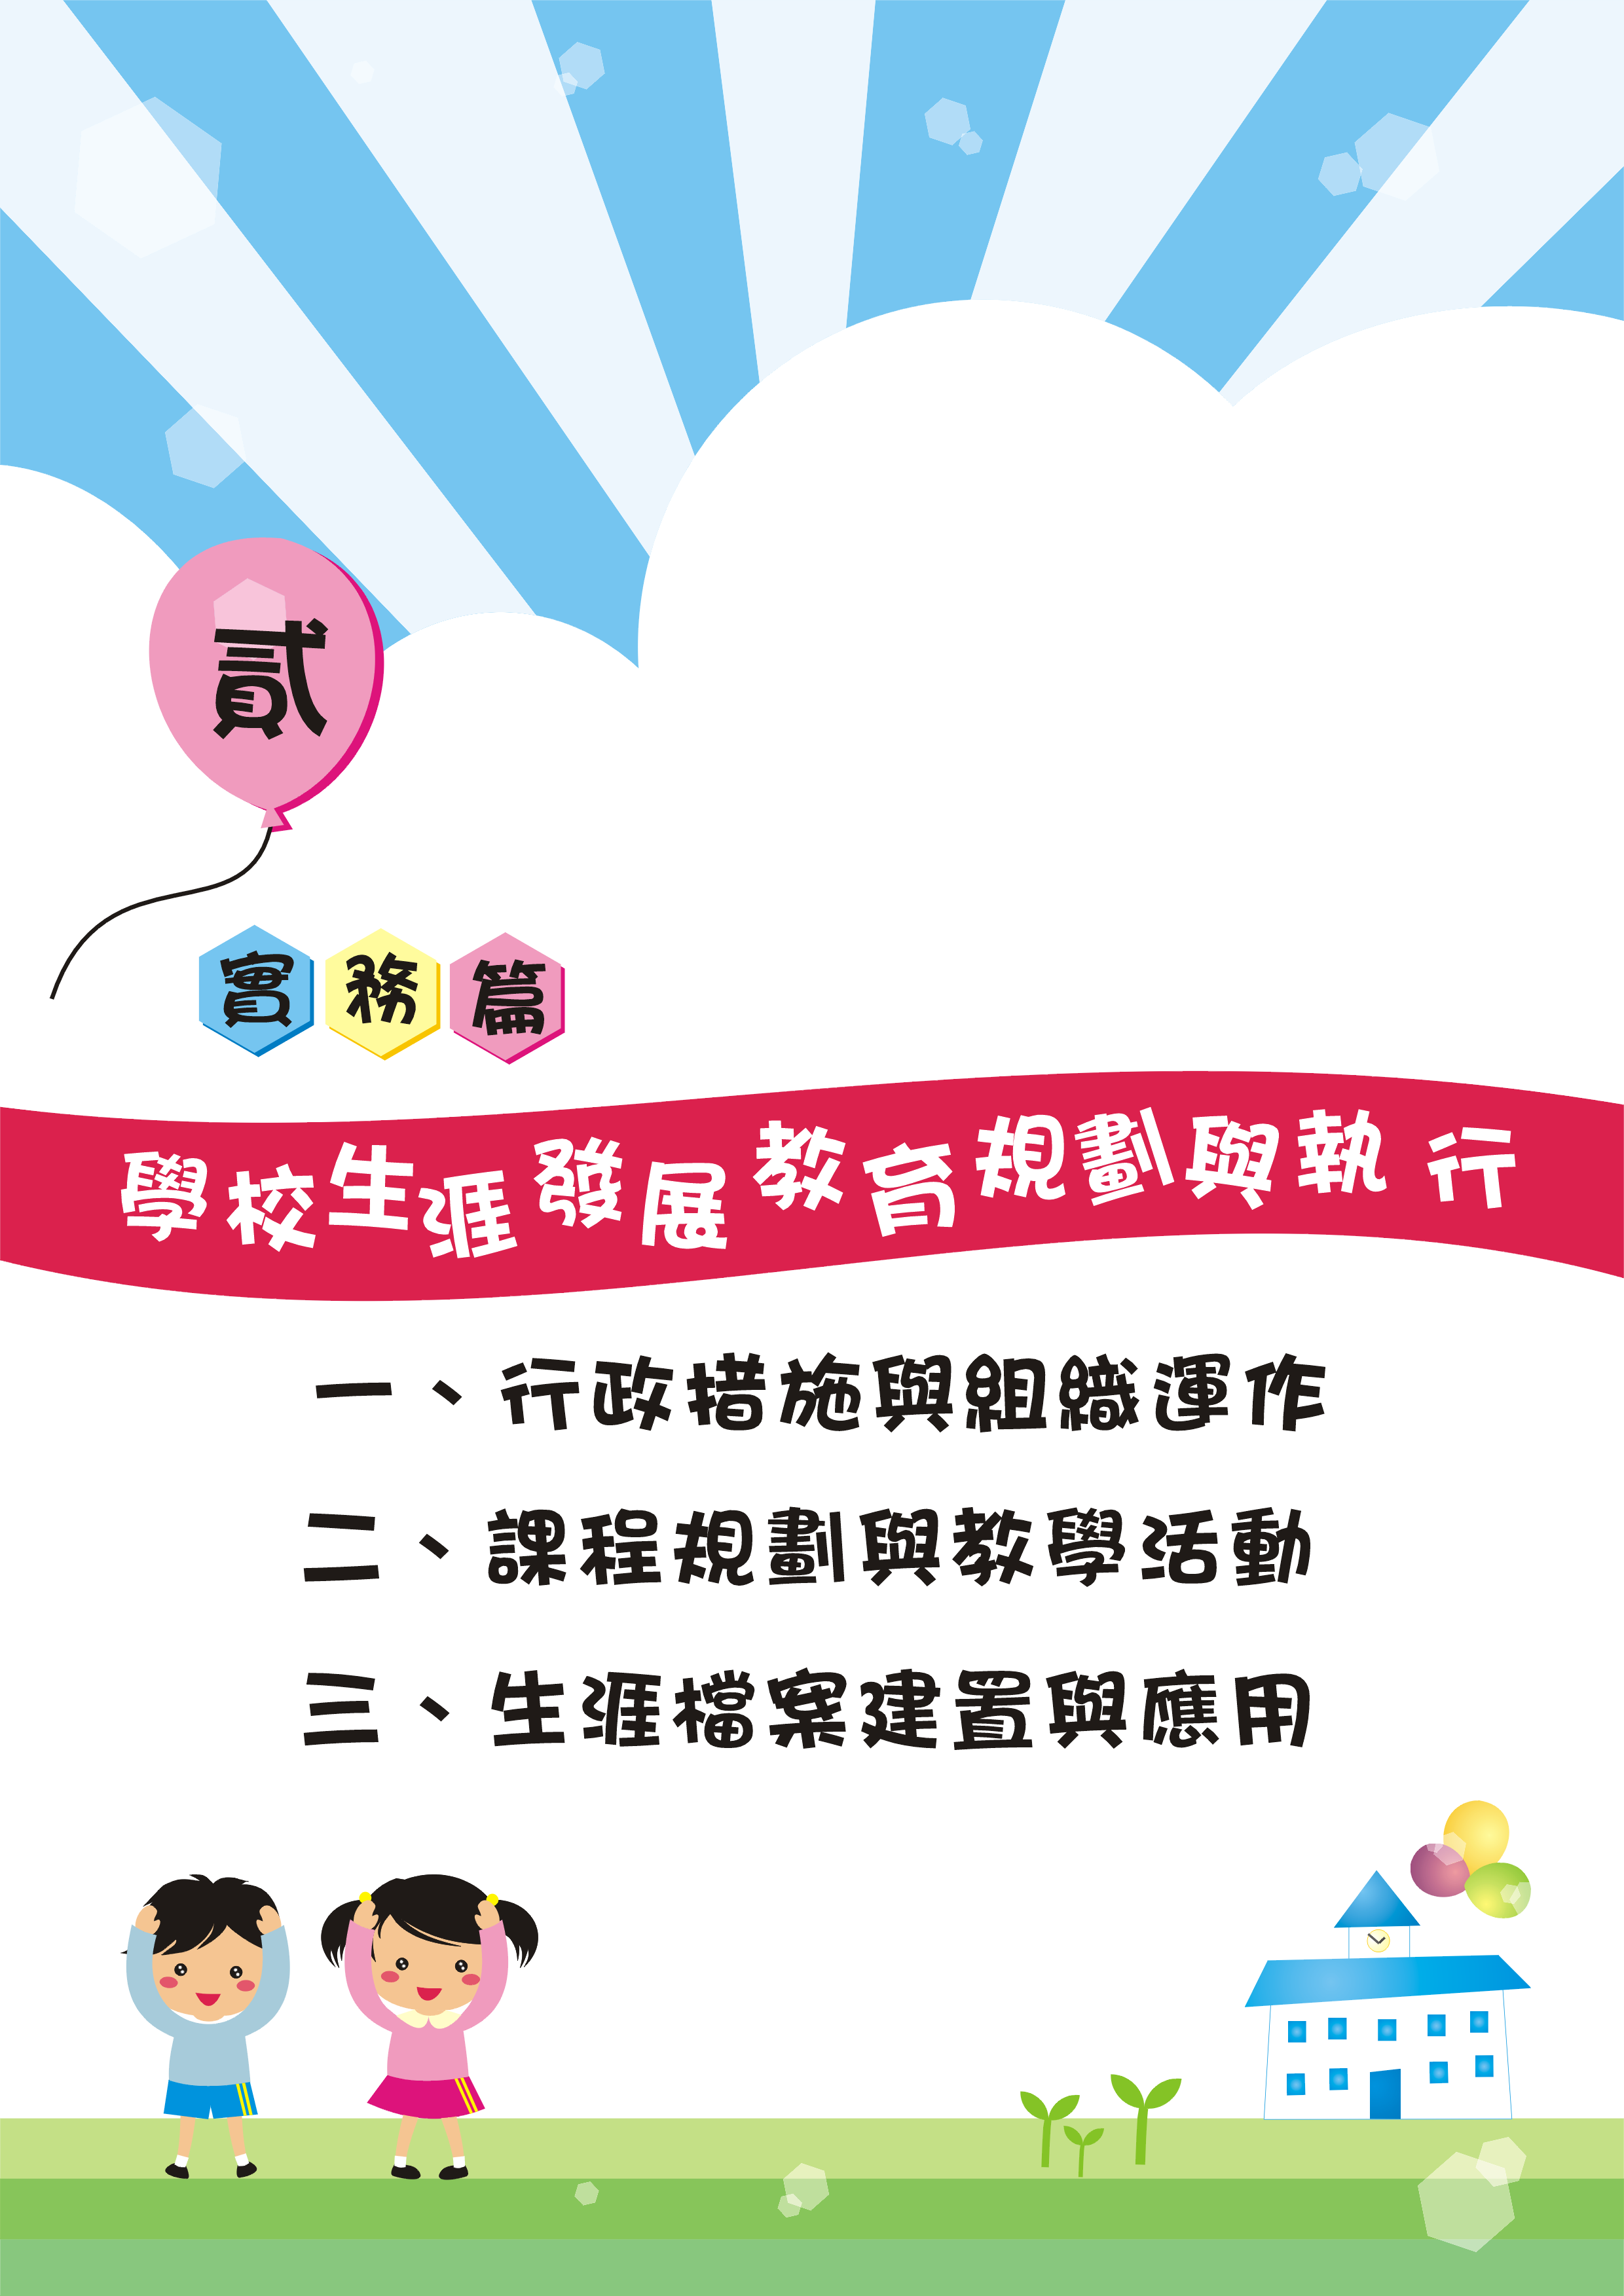 貳
實務篇
學校生涯發展教育規劃與執行
一、行政措施與組織運作
二、課程規劃與教學活動
三、生涯檔案建置與應用